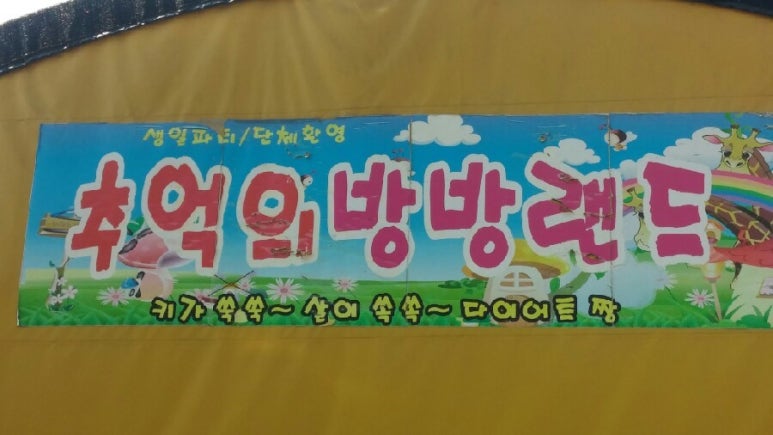 생일파티/단체환영
추억의방방랜드
키가 쑥쑥~ 살이 쏙쏙~ 다이어트 짱